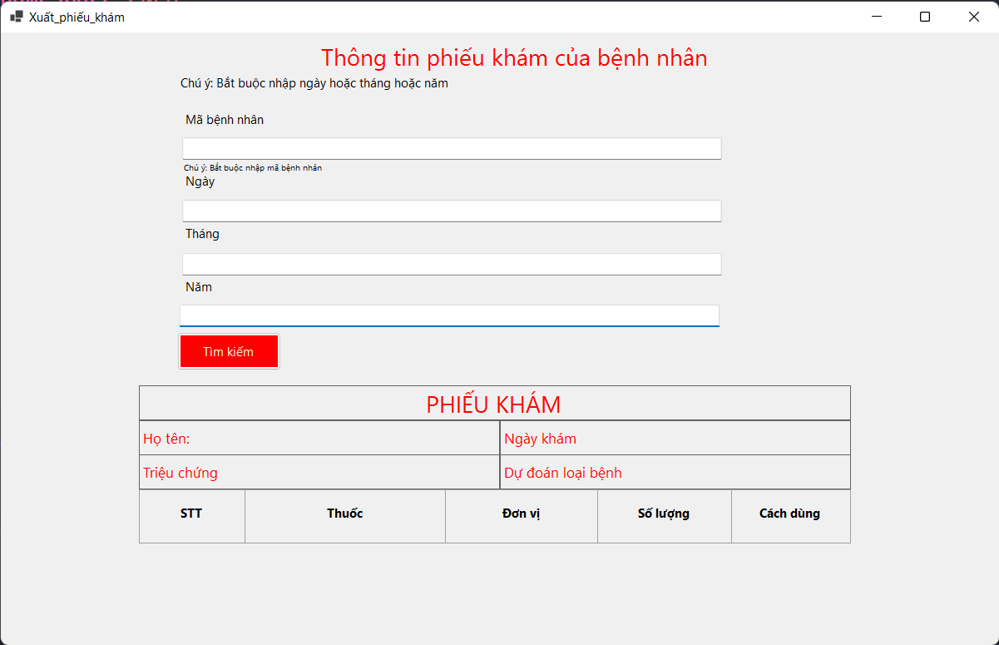 Xuất_phiếu_khám
Thông tin phiếu khám của bệnh nhân
Chú ý: Bắt buộc nhập ngày hoặc tháng hoặc năm
Mã bệnh nhân
Chú ý: Bắt buộc nhập mã bệnh nhân
Ngày
Tháng
Năm
Tìm kiếm
PHIẾU KHÁM
Họ tên: Ngày khám
Triệu chứng Dự đoán loại bệnh
STT Thuốc Đơn vị Số lượng Cách dùng